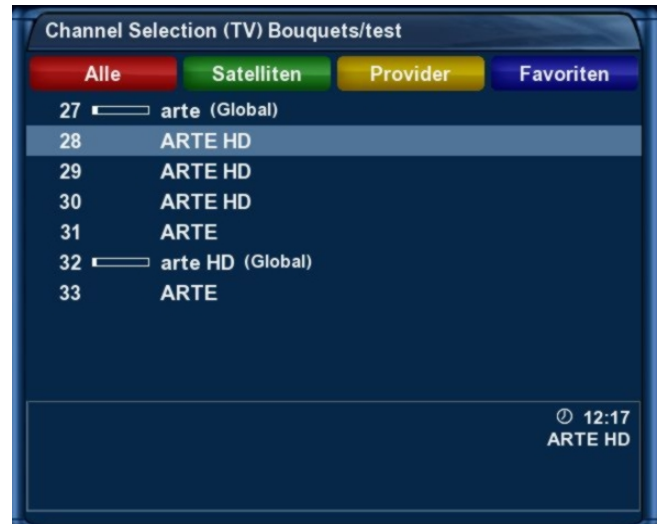 Channel Selection (TV) Bouquets/test
Alle Satelliten Provider Favoriten
27 arte (Global)
28 ARTE HD
29 ARTE HD
30 ARTE HD
31 ARTE
32 arte HD (Global)
33 ARTE
12:17
ARTE HD